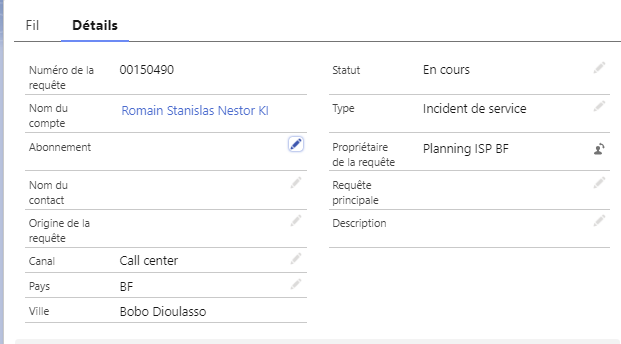 Fil
Détails
Numéro de la
requête
00150490
Nom du
compte
Romain Stanislas Nestor KI
Abonnement
Nom du
contact
Origine de la
requête
Canal
Call center
Pays
BF
Ville
Bobo Dioulasso
Statut
En cours
Type
Incident de service
Propriétaire
de la requête
Planning ISP BF
Requête
principale
Description